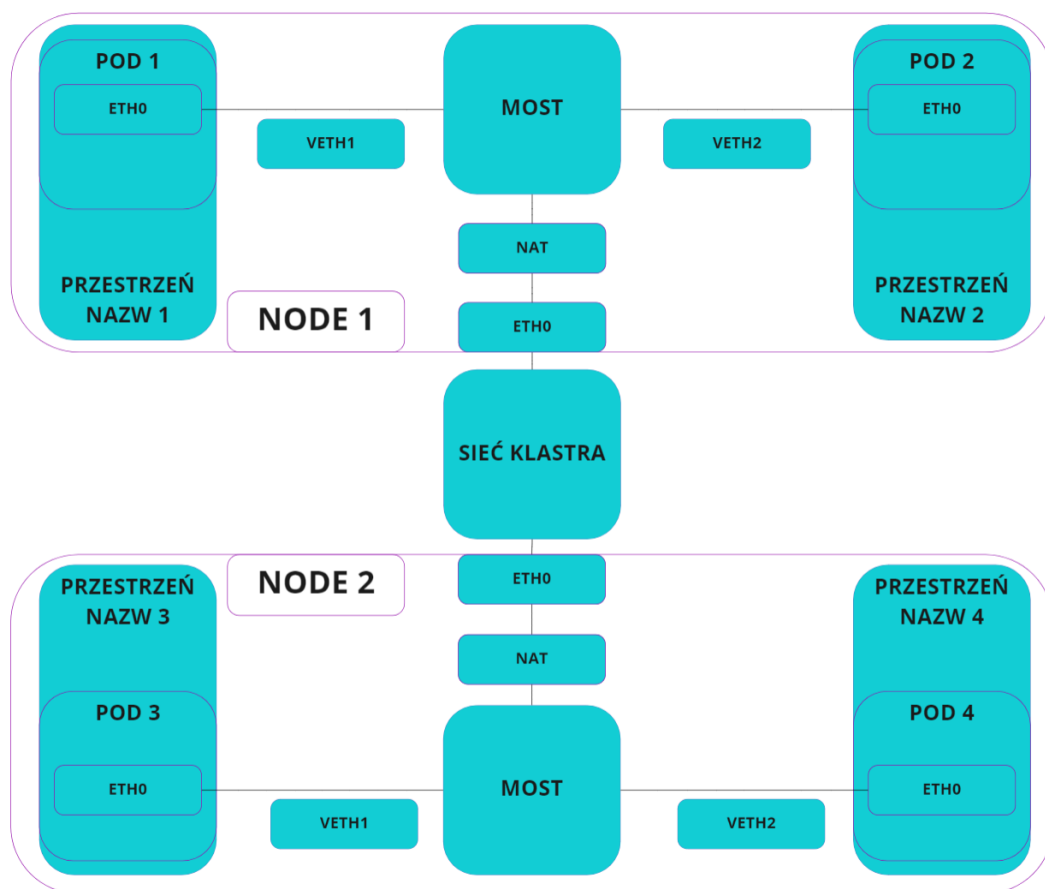 POD 1
ETH0
PRZESTRZEŃ
NAZW 1
VETH1
MOST
VETH2
POD 2
ETH0
PRZESTRZEŃ
NAZW 2
NAT
ETH0
NODE 1
SIEĆ KLASTRA
NODE 2
ETH0
NAT
PRZESTRZEŃ
NAZW 3
POD 3
ETH0
VETH1
MOST
VETH2
PRZESTRZEŃ
NAZW 4
POD 4
ETH0